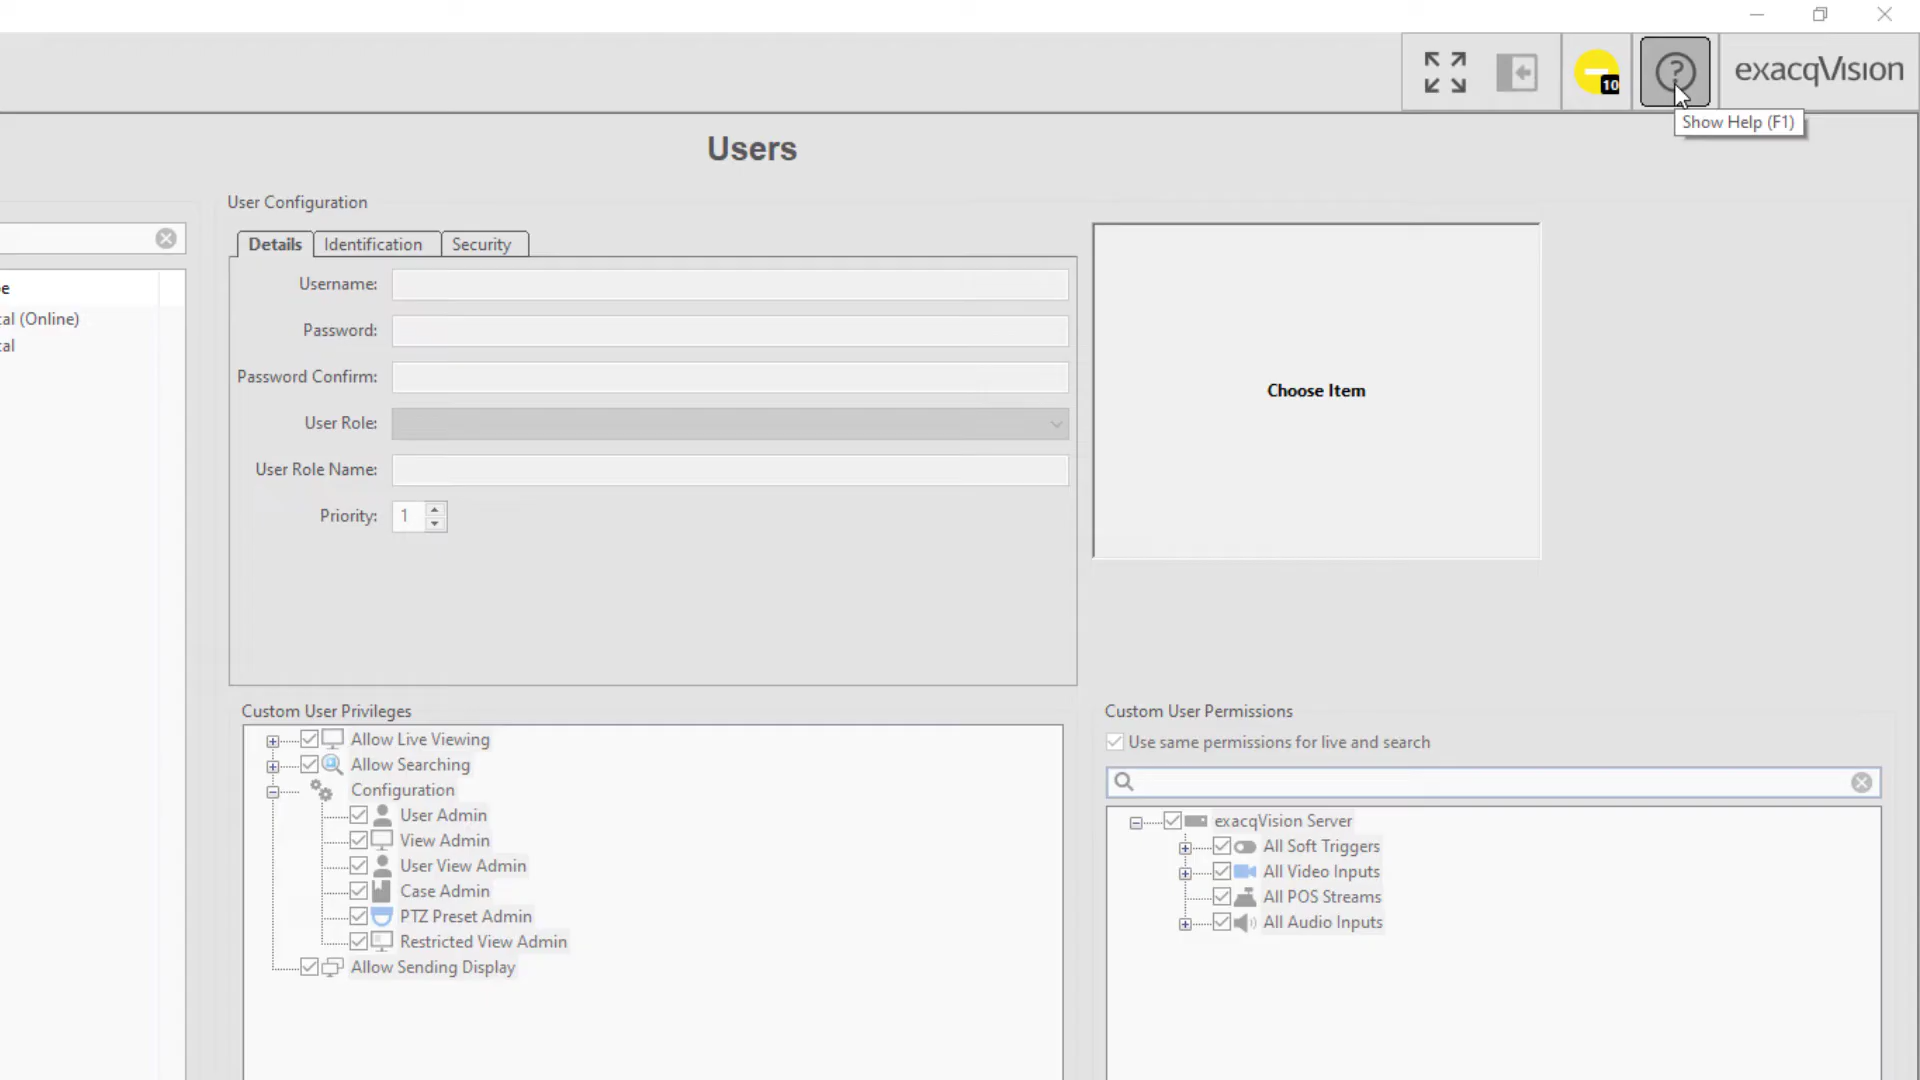 10
exacqVision
Show Help (F1)
Users
User Configuration
Details
Identification
Security
e
cal (Online)
cal
Username:
Password:
Password Confirm:
User Role:
User Role Name:
Priority:
1
Choose Item
Custom User Privileges
Allow Live Viewing
Allow Searching
Configuration
User Admin
View Admin
User View Admin
Case Admin
PTZ Preset Admin
Restricted View Admin
Allow Sending Display
Custom User Permissions
Use same permissions for live and search
exacqVision Server
All Soft Triggers
All Video Inputs
All POS Streams
All Audio Inputs